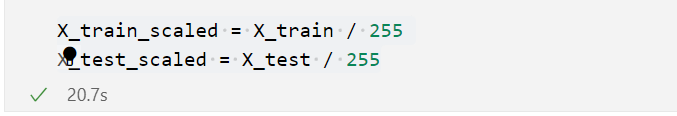 X_train_scaled = X_train / 255
X_test_scaled = X_test / 255
20.7s